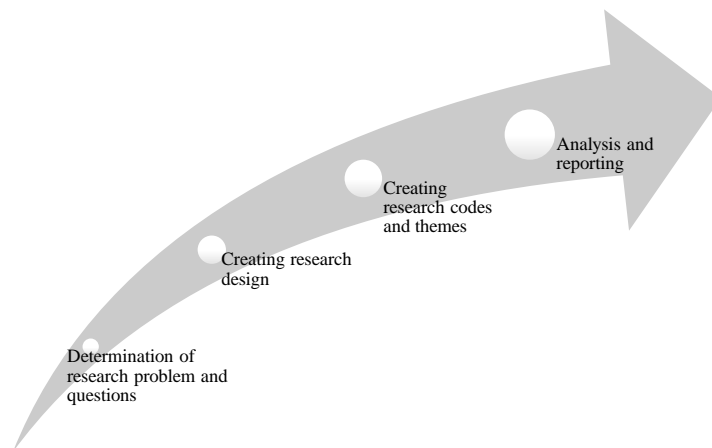 Analysis and
reporting
Creating
research codes
and themes
Creating research
design
Determination of
research problem and
questions